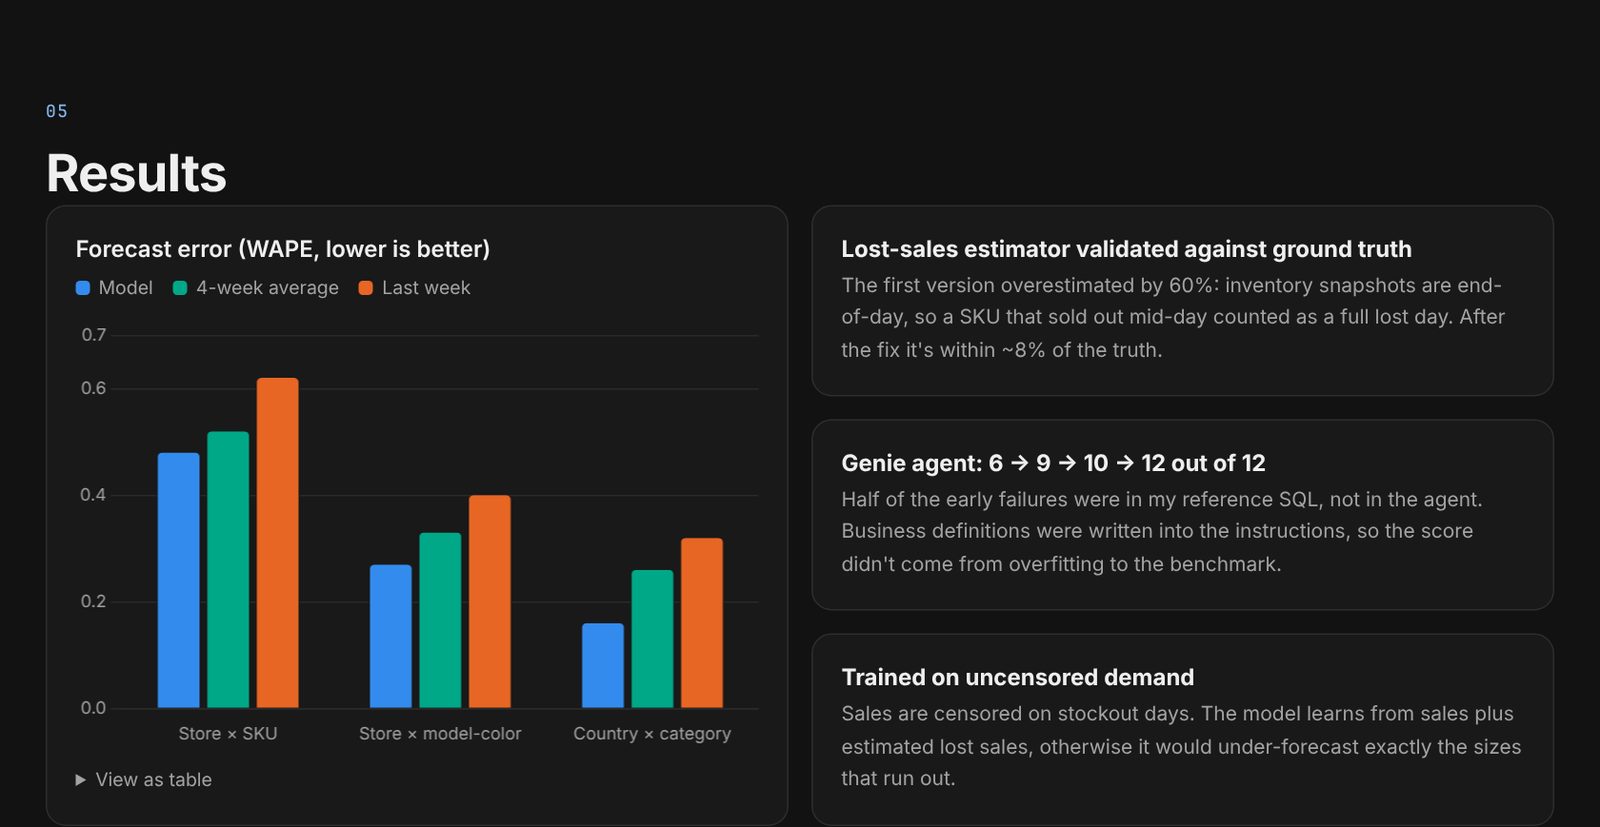 05
Results
Forecast error (WAPE, lower is better)
Model 4-week average Last week
0.7
0.6
0.4
0.2
0.0
Store × SKU Store × model-color Country × category
▶ View as table
Lost-sales estimator validated against ground truth
The first version overestimated by 60%: inventory snapshots are end-
of-day, so a SKU that sold out mid-day counted as a full lost day. After
the fix it's within ~8% of the truth.
Genie agent: 6 → 9 → 10 → 12 out of 12
Half of the early failures were in my reference SQL, not in the agent.
Business definitions were written into the instructions, so the score
didn't come from overfitting to the benchmark.
Trained on uncensored demand
Sales are censored on stockout days. The model learns from sales plus
estimated lost sales, otherwise it would under-forecast exactly the sizes
that run out.